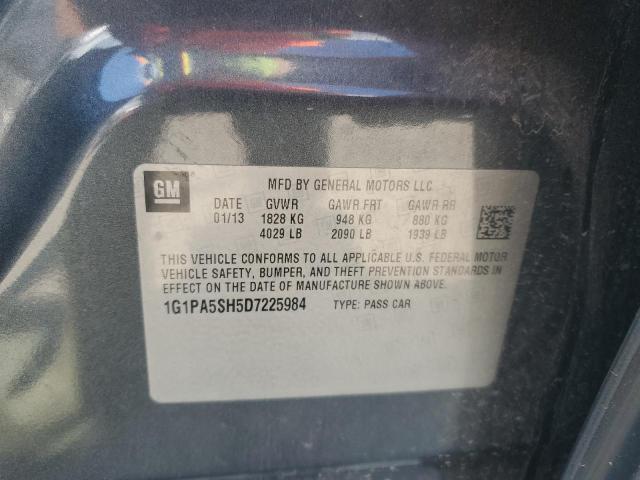 GM
MFD BY GENERAL MOTORS LLC
DATE GVWR GAWR FRT GAWR RR
01/13 1828 KG 948 KG 880 KG
4029 LB 2090 LB 1939 LB
THIS VEHICLE CONFORMS TO ALL APPLICABLE U.S. FEDERAL MOTOR
VEHICLE SAFETY, BUMPER, AND THEFT PREVENTION STANDARDS IN
EFFECT ON THE DATE OF MANUFACTURE SHOWN ABOVE.
1G1PA5SH5D7225984 TYPE: PASS CAR